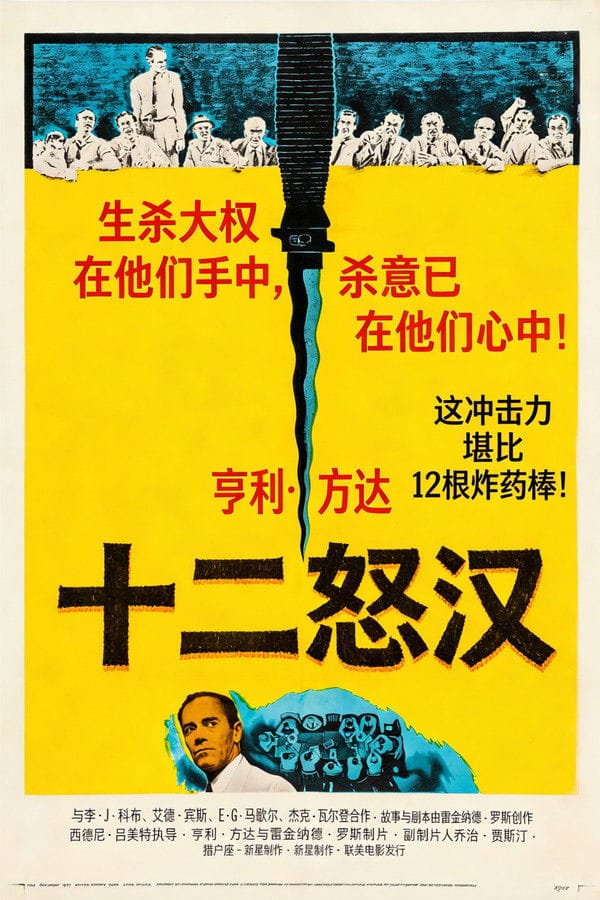 生杀大权
在他们手中，
杀意已
在他们心中！
这冲击力
堪比
12根炸药棒！
亨利·方达
十二怒汉
与李·J·科布、艾德·宾斯、E·G·马歇尔、杰克·瓦尔登合作·故事与剧本由雷金纳德·罗斯创作
西德尼·吕美特执导·亨利·方达与雷金纳德·罗斯制片·副制片人乔治·贾斯汀·
猎户座－新星制作·新星制作·联美电影发行